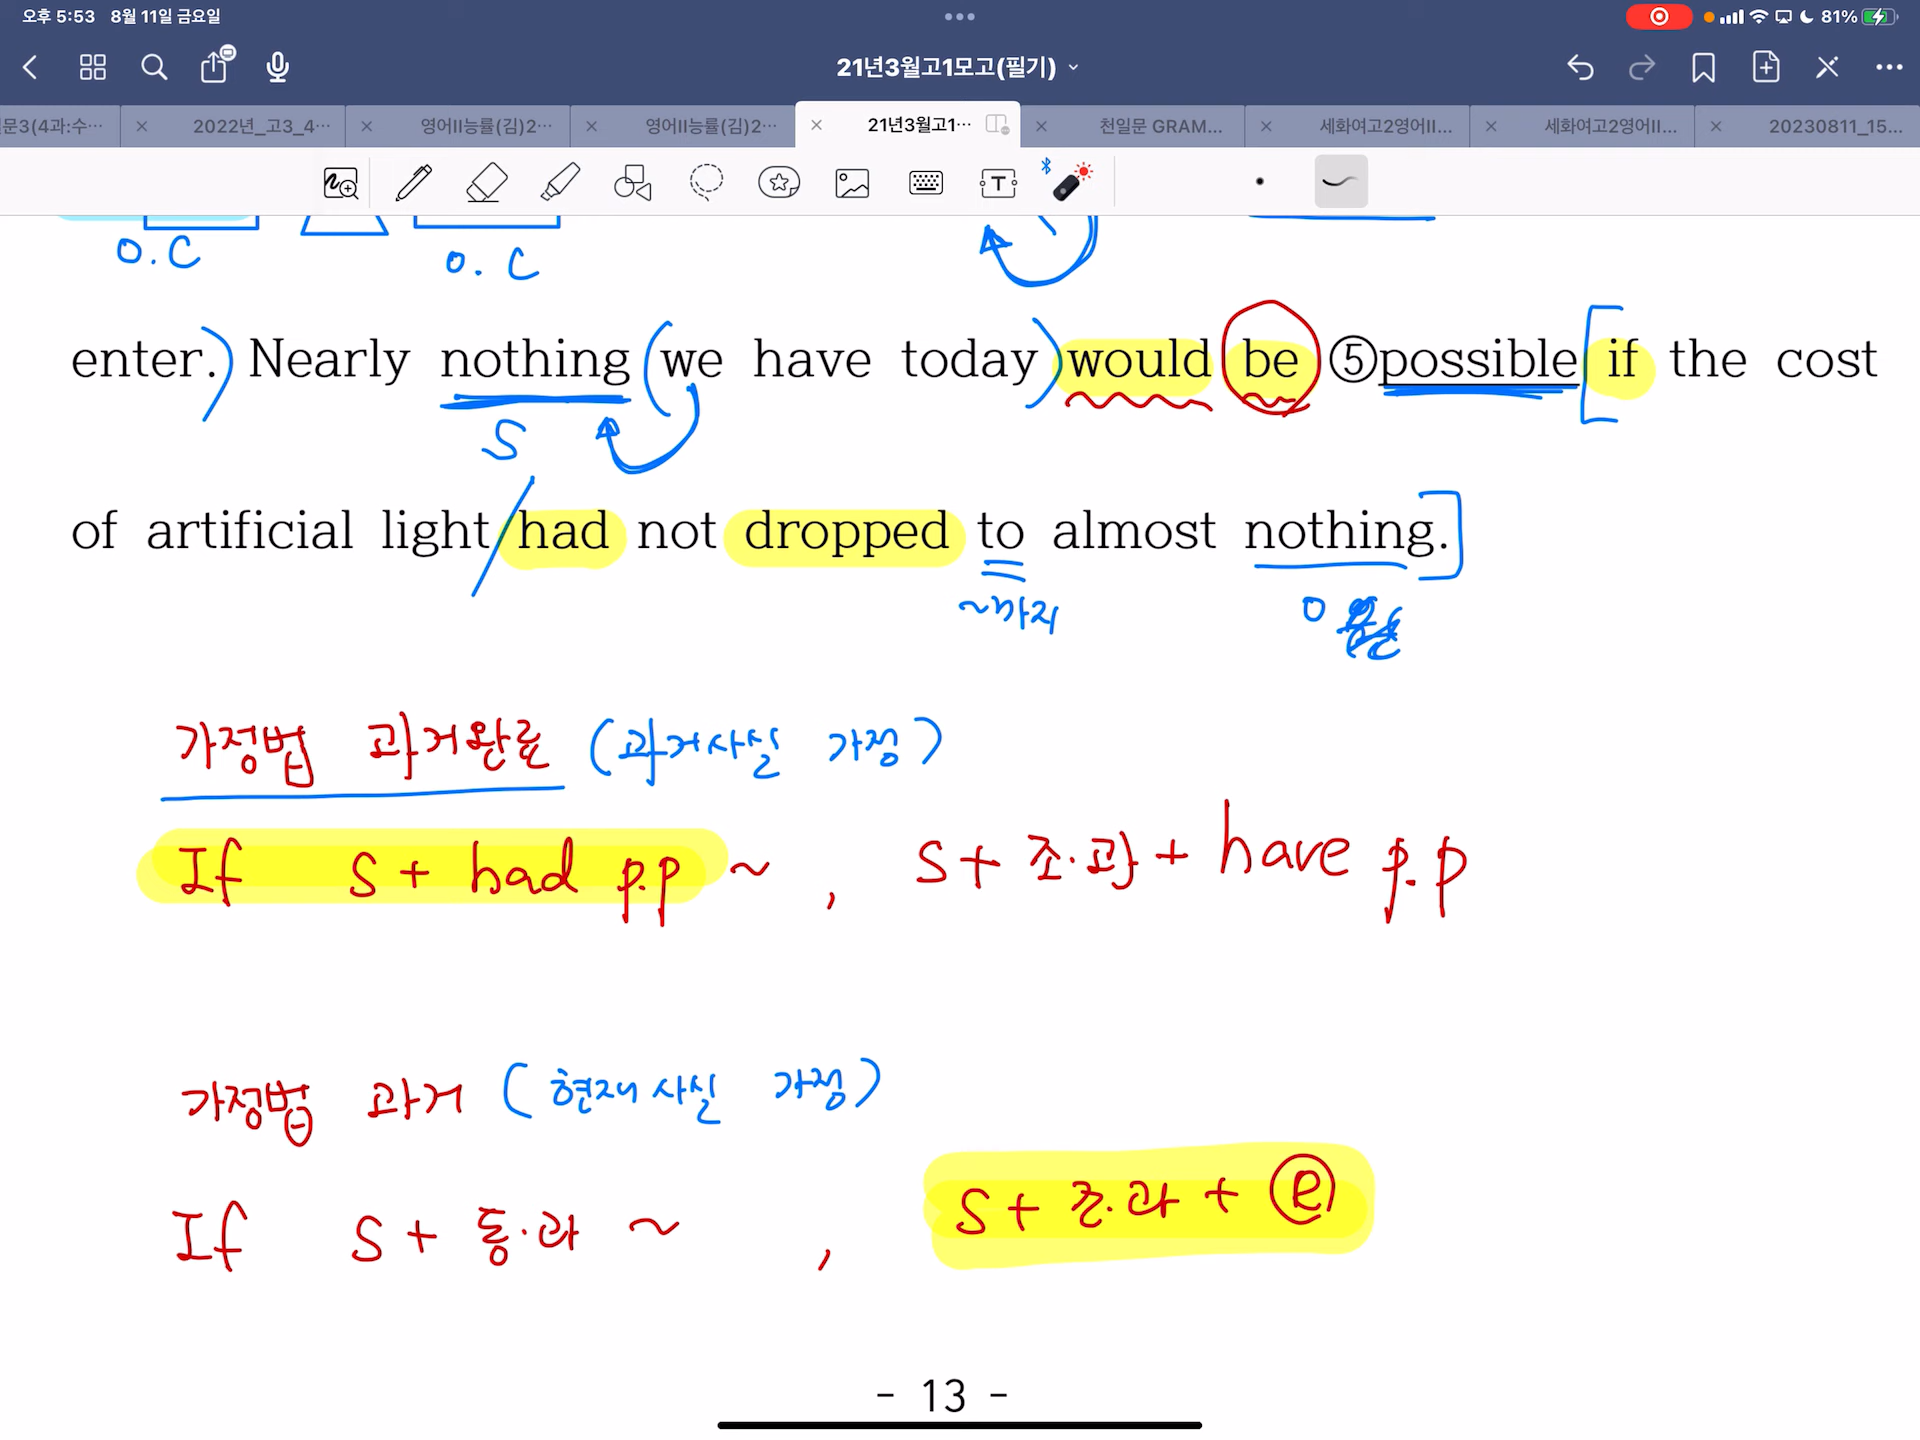 오후 5:53 8월 11일 금요일
81%
21년3월고1모고(필기)
문3(4과:수…
2022년_고3_4…
영어II능률(김)2…
영어II능률(김)2…
21년3월고1…
천일문 GRAM…
세화여고2영어II…
세화여고2영어II…
20230811_15…
O.C
O.C
enter. Nearly nothing (we have today) would be ⑤possible [if the cost
S
of artificial light / had not dropped to almost nothing.]
~까지
0
가정법 과거완료 (과거사실 가정)
If S + had p.p ~ , S + 조.과 + have p.p
가정법 과거 (현재사실 가정)
If S + 동.과 ~ , S + 조.과 + Ⓡ
- 13 -